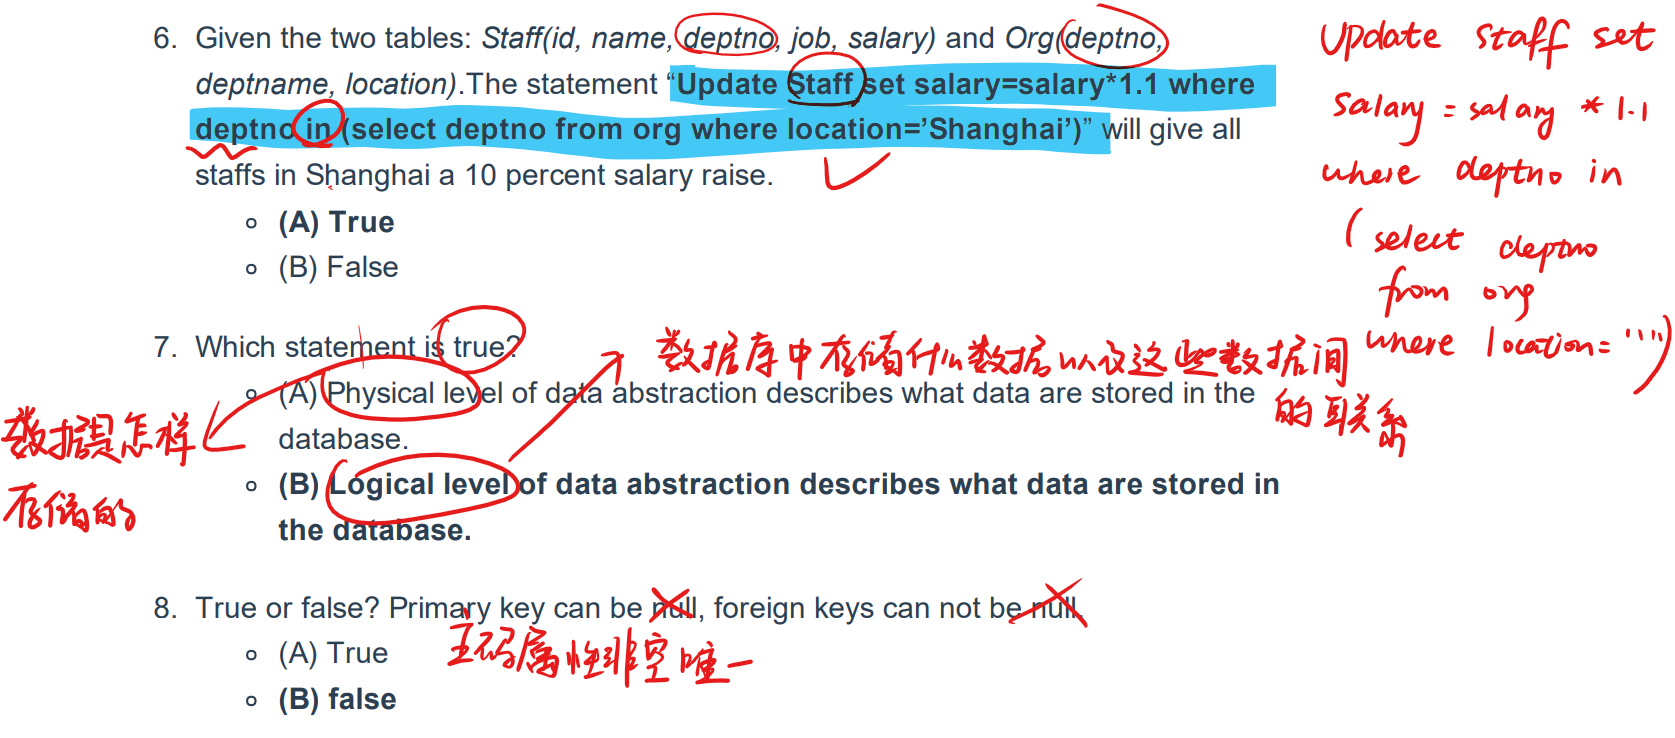 6. Given the two tables: Staff(id, name, deptno, job, salary) and Org(deptno,
deptname, location).The statement “Update Staff set salary=salary*1.1 where
deptno in (select deptno from org where location=’Shanghai’)” will give all
staffs in Shanghai a 10 percent salary raise.
(A) True
(B) False
Update staff set
salary = salary * 1.1
where deptno in
( select deptno
from org
where location= '''')
7. Which statement is true?
数据库中存储什么数据以及这些数据间
的联系
(A) Physical level of data abstraction describes what data are stored in the
database.
数据是怎样
存储的
(B) Logical level of data abstraction describes what data are stored in
the database.
8. True or false? Primary key can be null, foreign keys can not be null.
主码属性非空唯一
(A) True
(B) false